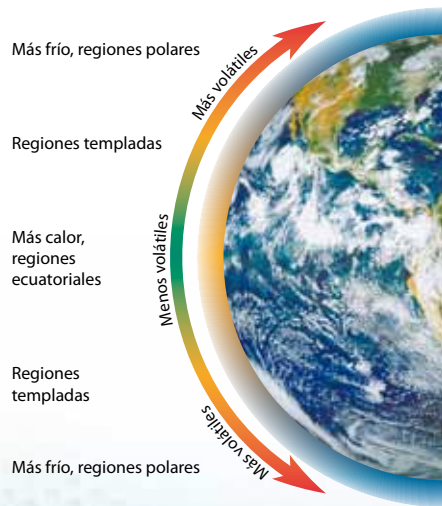 Más frío, regiones polares
Más volátiles
Regiones templadas
Más calor,
regiones
ecuatoriales
Menos volátiles
Regiones
templadas
Más volátiles
Más frío, regiones polares